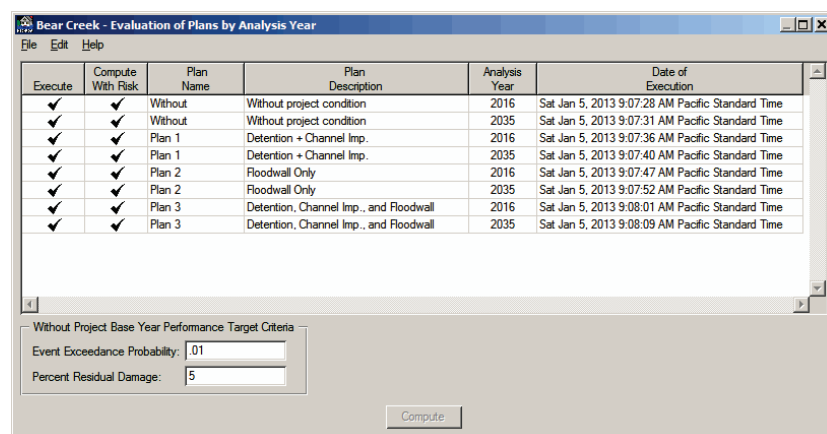 Bear Creek - Evaluation of Plans by Analysis Year
File Edit Help
Execute Compute With Risk Plan Name Plan Description Analysis Year Date of Execution
Without Without project condition 2016 Sat Jan 5, 2013 9:07:28 AM Pacific Standard Time
Without Without project condition 2035 Sat Jan 5, 2013 9:07:31 AM Pacific Standard Time
Plan 1 Detention + Channel Imp. 2016 Sat Jan 5, 2013 9:07:36 AM Pacific Standard Time
Plan 1 Detention + Channel Imp. 2035 Sat Jan 5, 2013 9:07:40 AM Pacific Standard Time
Plan 2 Floodwall Only 2016 Sat Jan 5, 2013 9:07:47 AM Pacific Standard Time
Plan 2 Floodwall Only 2035 Sat Jan 5, 2013 9:07:52 AM Pacific Standard Time
Plan 3 Detention, Channel Imp., and Floodwall 2016 Sat Jan 5, 2013 9:08:01 AM Pacific Standard Time
Plan 3 Detention, Channel Imp., and Floodwall 2035 Sat Jan 5, 2013 9:08:09 AM Pacific Standard Time
Without Project Base Year Performance Target Criteria
Event Exceedance Probability: .01
Percent Residual Damage: 5
Compute